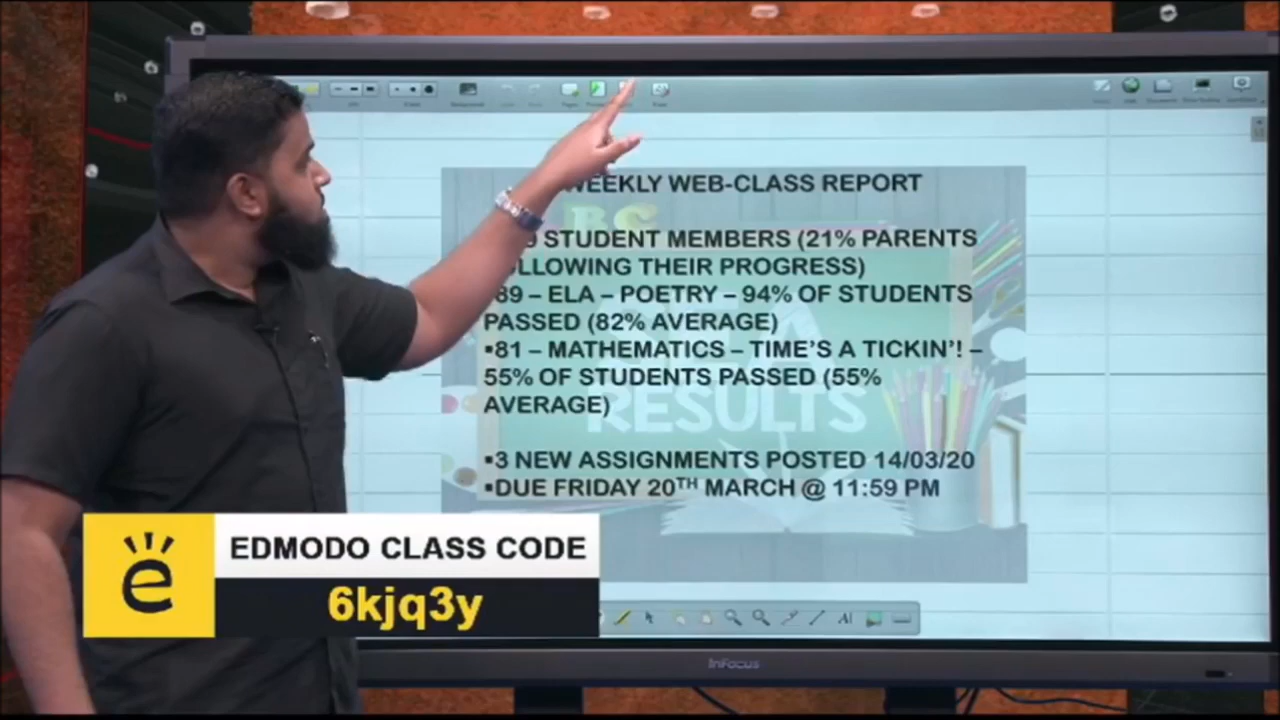 WEEKLY WEB-CLASS REPORT
STUDENT MEMBERS (21% PARENTS
FOLLOWING THEIR PROGRESS)
89 – ELA – POETRY – 94% OF STUDENTS
PASSED (82% AVERAGE)
▪81 – MATHEMATICS – TIME’S A TICKIN’! –
55% OF STUDENTS PASSED (55%
AVERAGE)
RESULTS
▪3 NEW ASSIGNMENTS POSTED 14/03/20
▪DUE FRIDAY 20TH MARCH @ 11:59 PM
e
EDMODO CLASS CODE
6kjq3y
InFocus